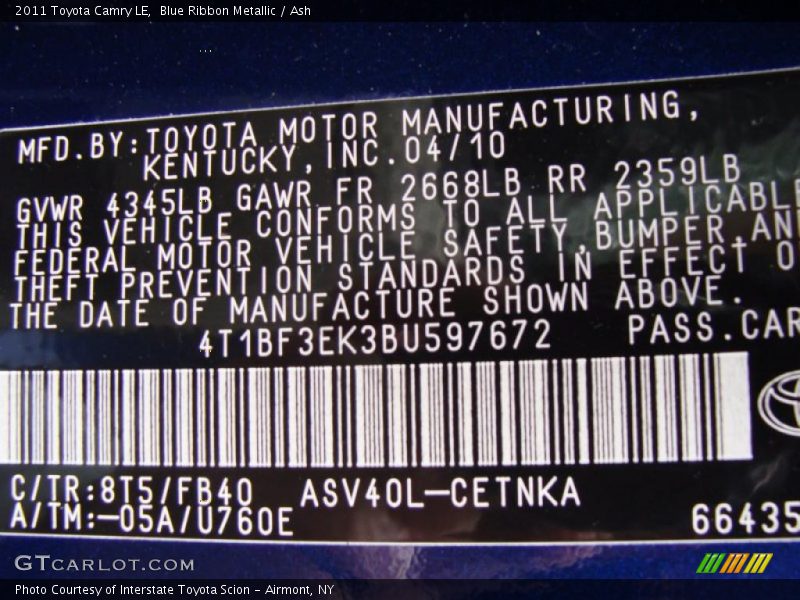 2011 Toyota Camry LE,  Blue Ribbon Metallic / Ash
MFD.BY:TOYOTA MOTOR MANUFACTURING,
KENTUCKY,INC.04/10
GVWR 4345LB GAWR FR 2668LB RR 2359LB
THIS VEHICLE CONFORMS TO ALL APPLICABLE
FEDERAL MOTOR VEHICLE SAFETY,BUMPER,AN
THEFT PREVENTION STANDARDS IN EFFECT O
THE DATE OF MANUFACTURE SHOWN ABOVE.
4T1BF3EK3BU597672 PASS.CAR
C/TR:8T5/FB40 ASV40L-CETNKA
A/TM:-05A/U760E 66435
GTCARLOT.COM
Photo Courtesy of Interstate Toyota Scion - Airmont, NY